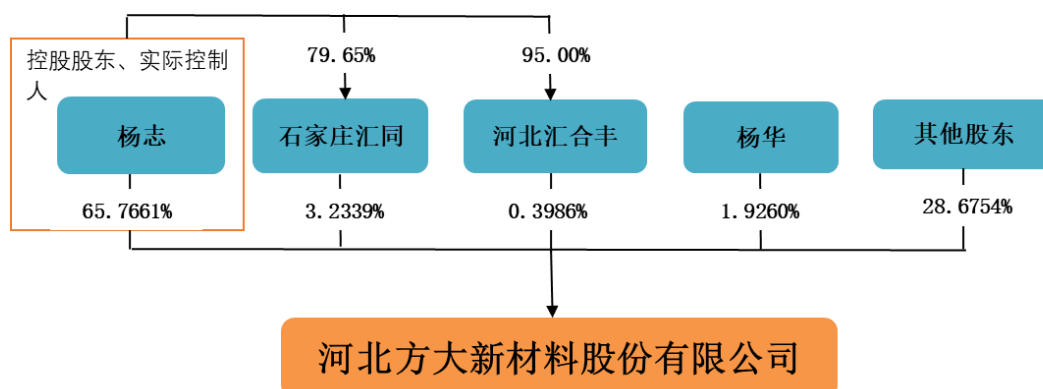 控股股东、实际控制
人
79.65%
95.00%
杨志
石家庄汇同
河北汇合丰
杨华
其他股东
65.7661%
3.2339%
0.3986%
1.9260%
28.6754%
河北方大新材料股份有限公司